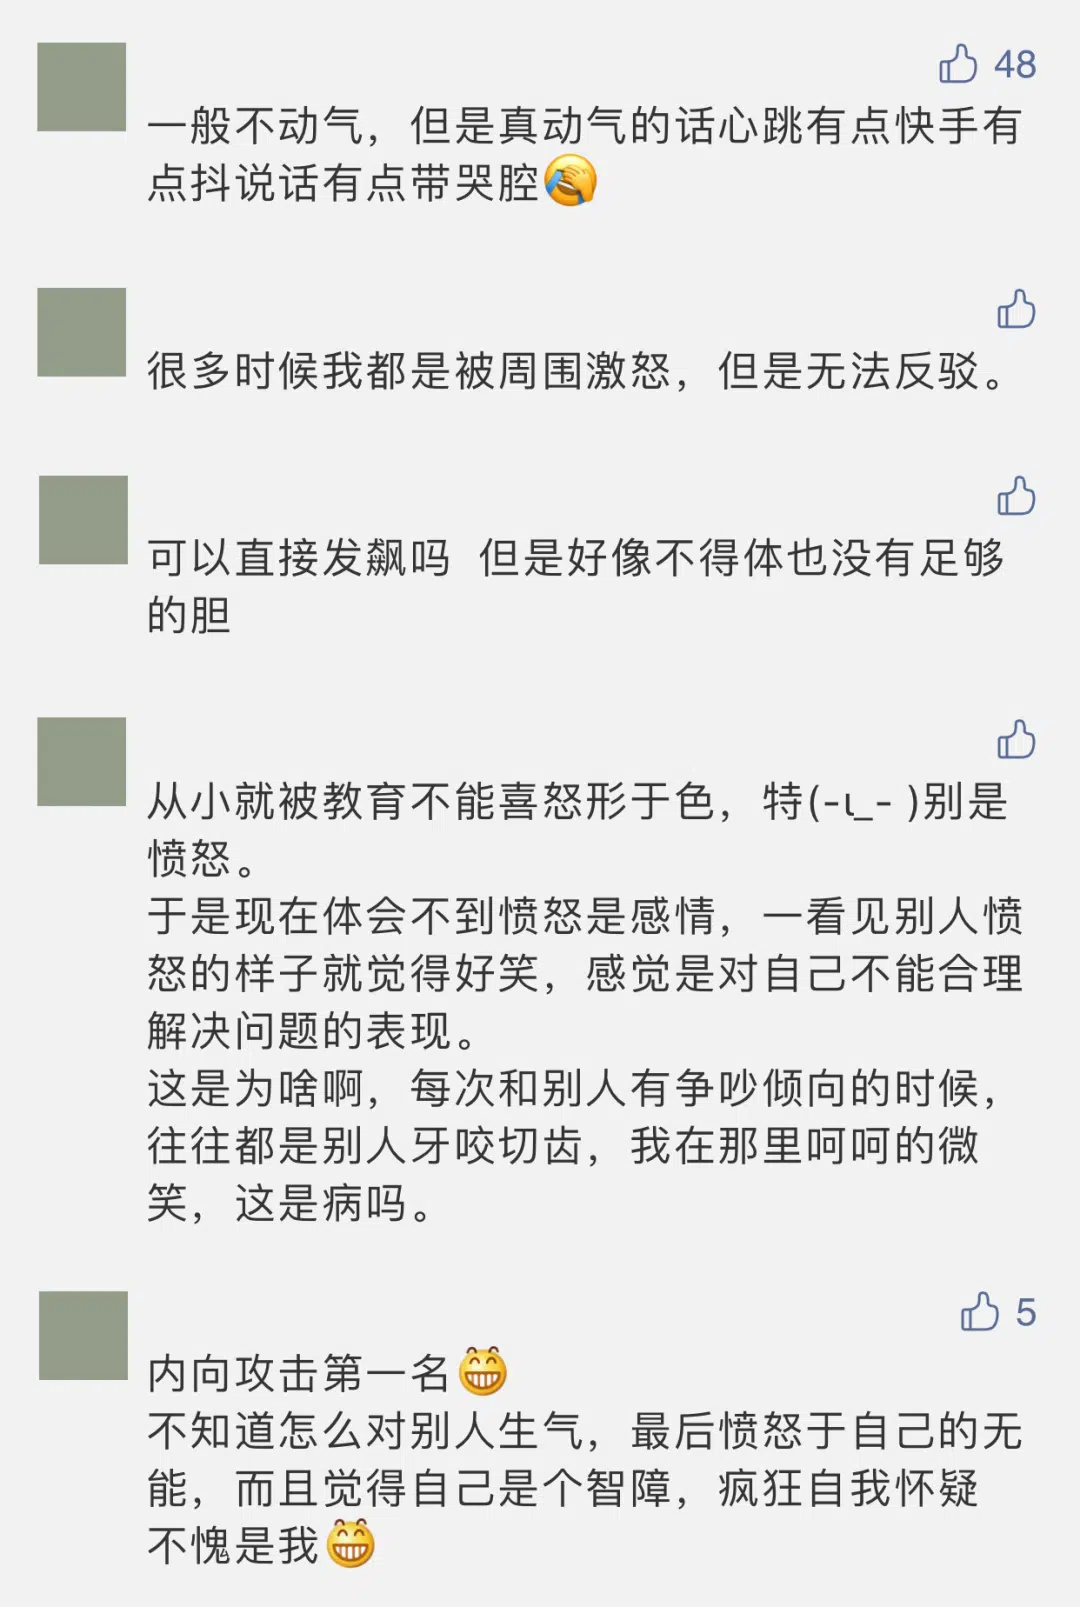 48
一般不动气，但是真动气的话心跳有点快手有
点抖说话有点带哭腔🤣
很多时候我都是被周围激怒，但是无法反驳。
可以直接发飙吗 但是好像不得体也没有足够
的胆
从小就被教育不能喜怒形于色，特(-ι_- )别是
愤怒。
于是现在体会不到愤怒是感情，一看见别人愤
怒的样子就觉得好笑，感觉是对自己不能合理
解决问题的表现。
这是为啥啊，每次和别人有争吵倾向的时候，
往往都是别人牙咬切齿，我在那里呵呵的微
笑，这是病吗。
5
内向攻击第一名😁
不知道怎么对别人生气，最后愤怒于自己的无
能，而且觉得自己是个智障，疯狂自我怀疑
不愧是我😁